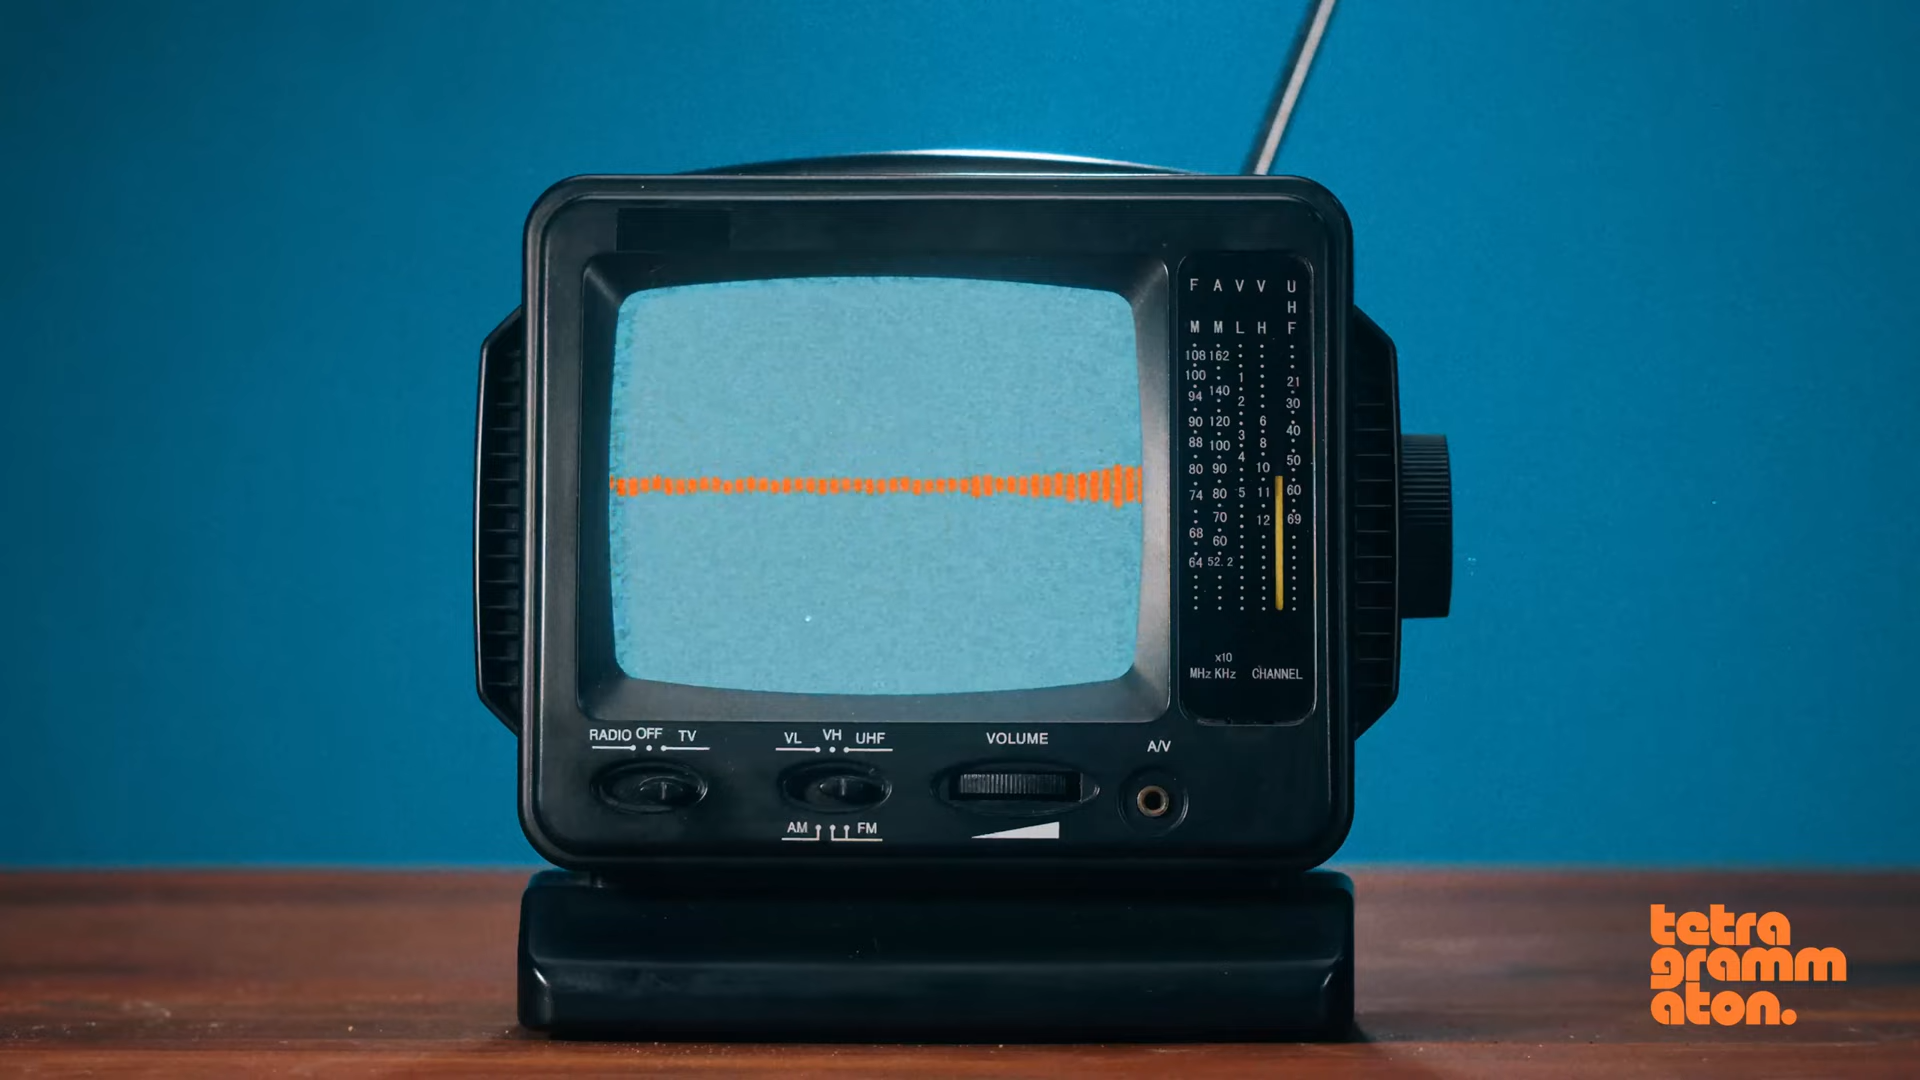 F A V V U
H
M M L H F
108 162
100
1
21
94
140
2
30
90 120
6
3
40
88
100
8
4
50
80 90
10
74 80 5 11 60
70
12 69
68
60
64 52.2
x10
MHz KHz CHANNEL
RADIO OFF TV
VL VH UHF
VOLUME
A/V
AM FM
tetra
gramm
aton.